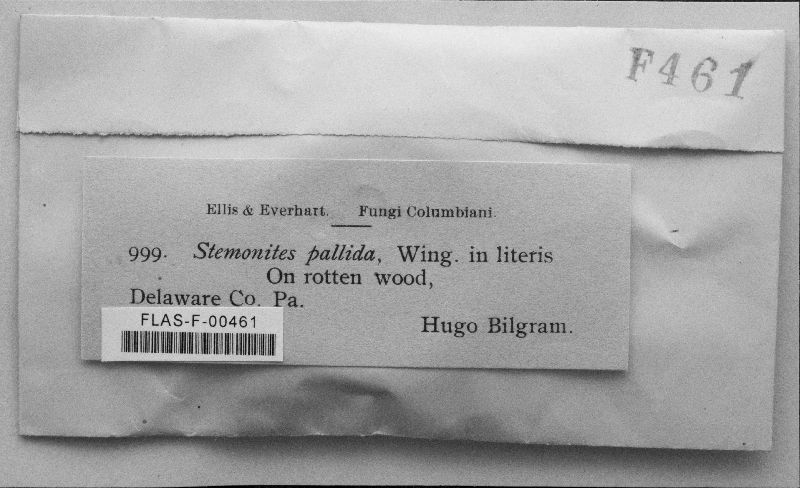 F461
Ellis & Everhart. Fungi Columbiani.
999. Stemonites pallida, Wing. in literis
On rotten wood,
Delaware Co. Pa.
FLAS-F-00461
Hugo Bilgram.